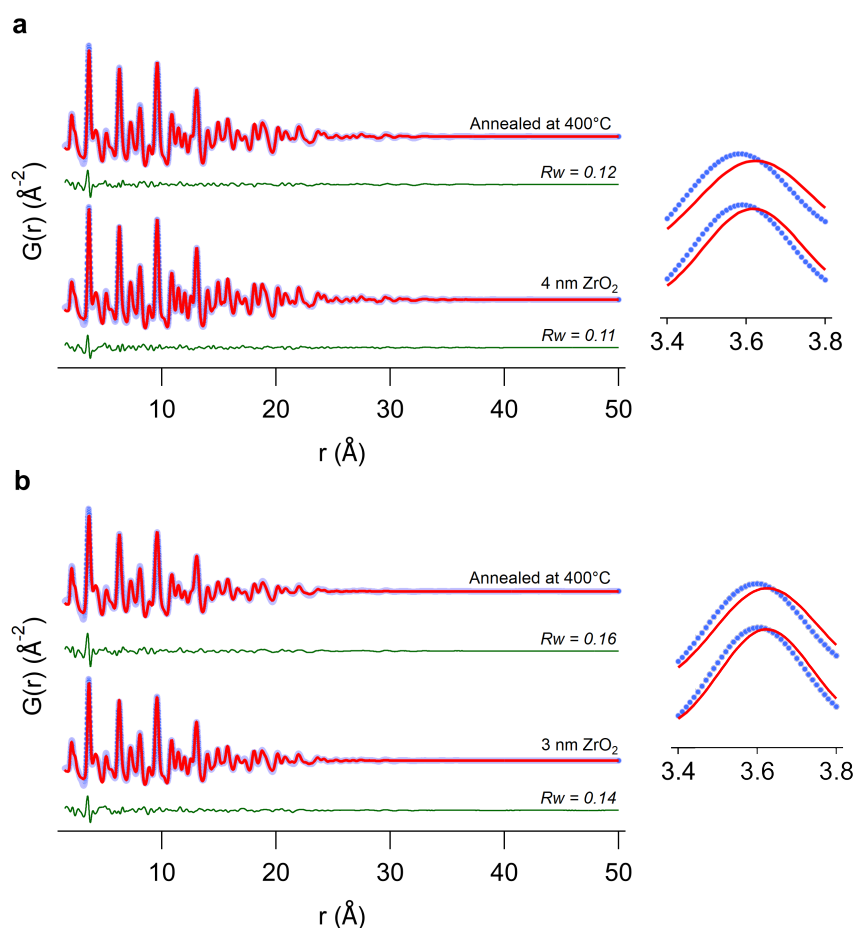 a
Annealed at 400°C
Rw = 0.12
4 nm ZrO₂
Rw = 0.11
G(r) (Å⁻²)
10 20 30 40 50
r (Å)
3.4 3.6 3.8
b
Annealed at 400°C
Rw = 0.16
3 nm ZrO₂
Rw = 0.14
G(r) (Å⁻²)
10 20 30 40 50
r (Å)
3.4 3.6 3.8